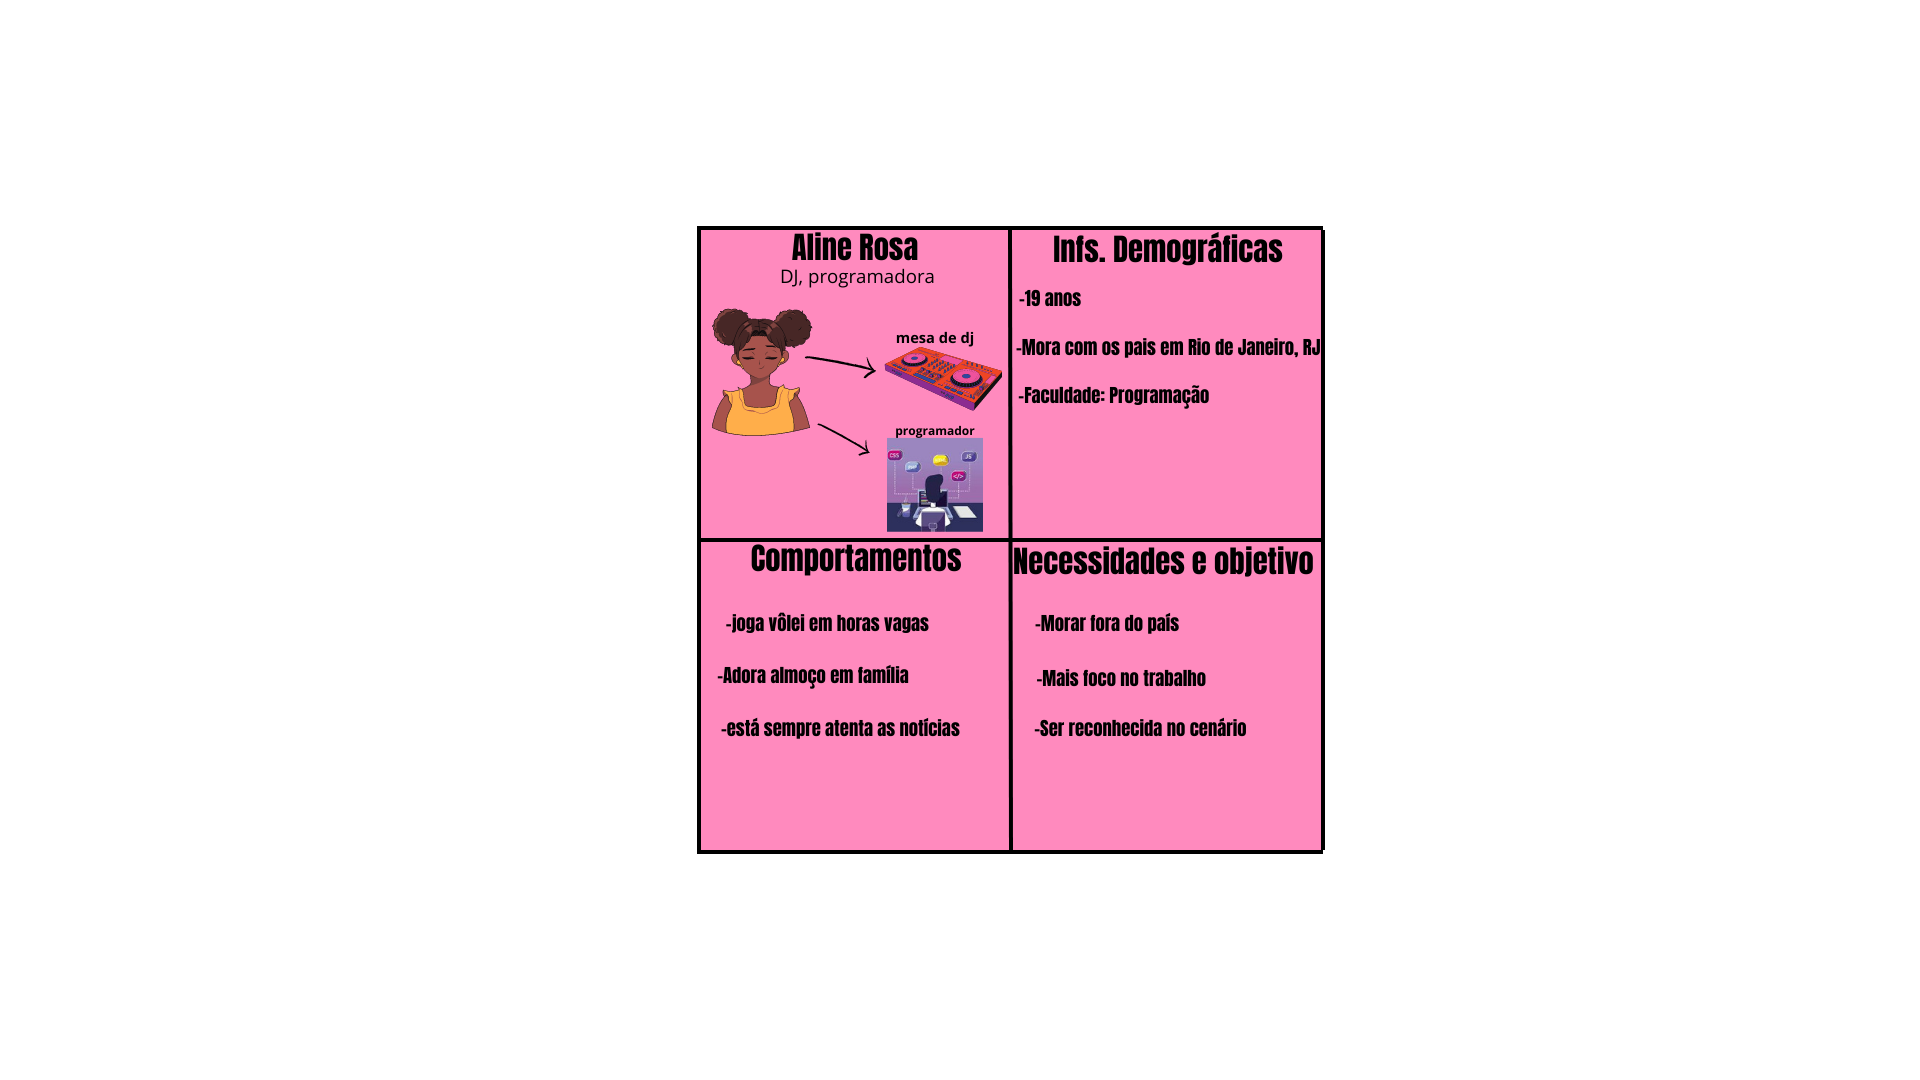 Aline Rosa
DJ, programadora
mesa de dj
programador
CSS
JS
</>
Infs. Demográficas
-19 anos
-Mora com os pais em Rio de Janeiro, RJ
-Faculdade: Programação
Comportamentos
-joga vôlei em horas vagas
-Adora almoço em família
-está sempre atenta as notícias
Necessidades e objetivo
-Morar fora do país
-Mais foco no trabalho
-Ser reconhecida no cenário